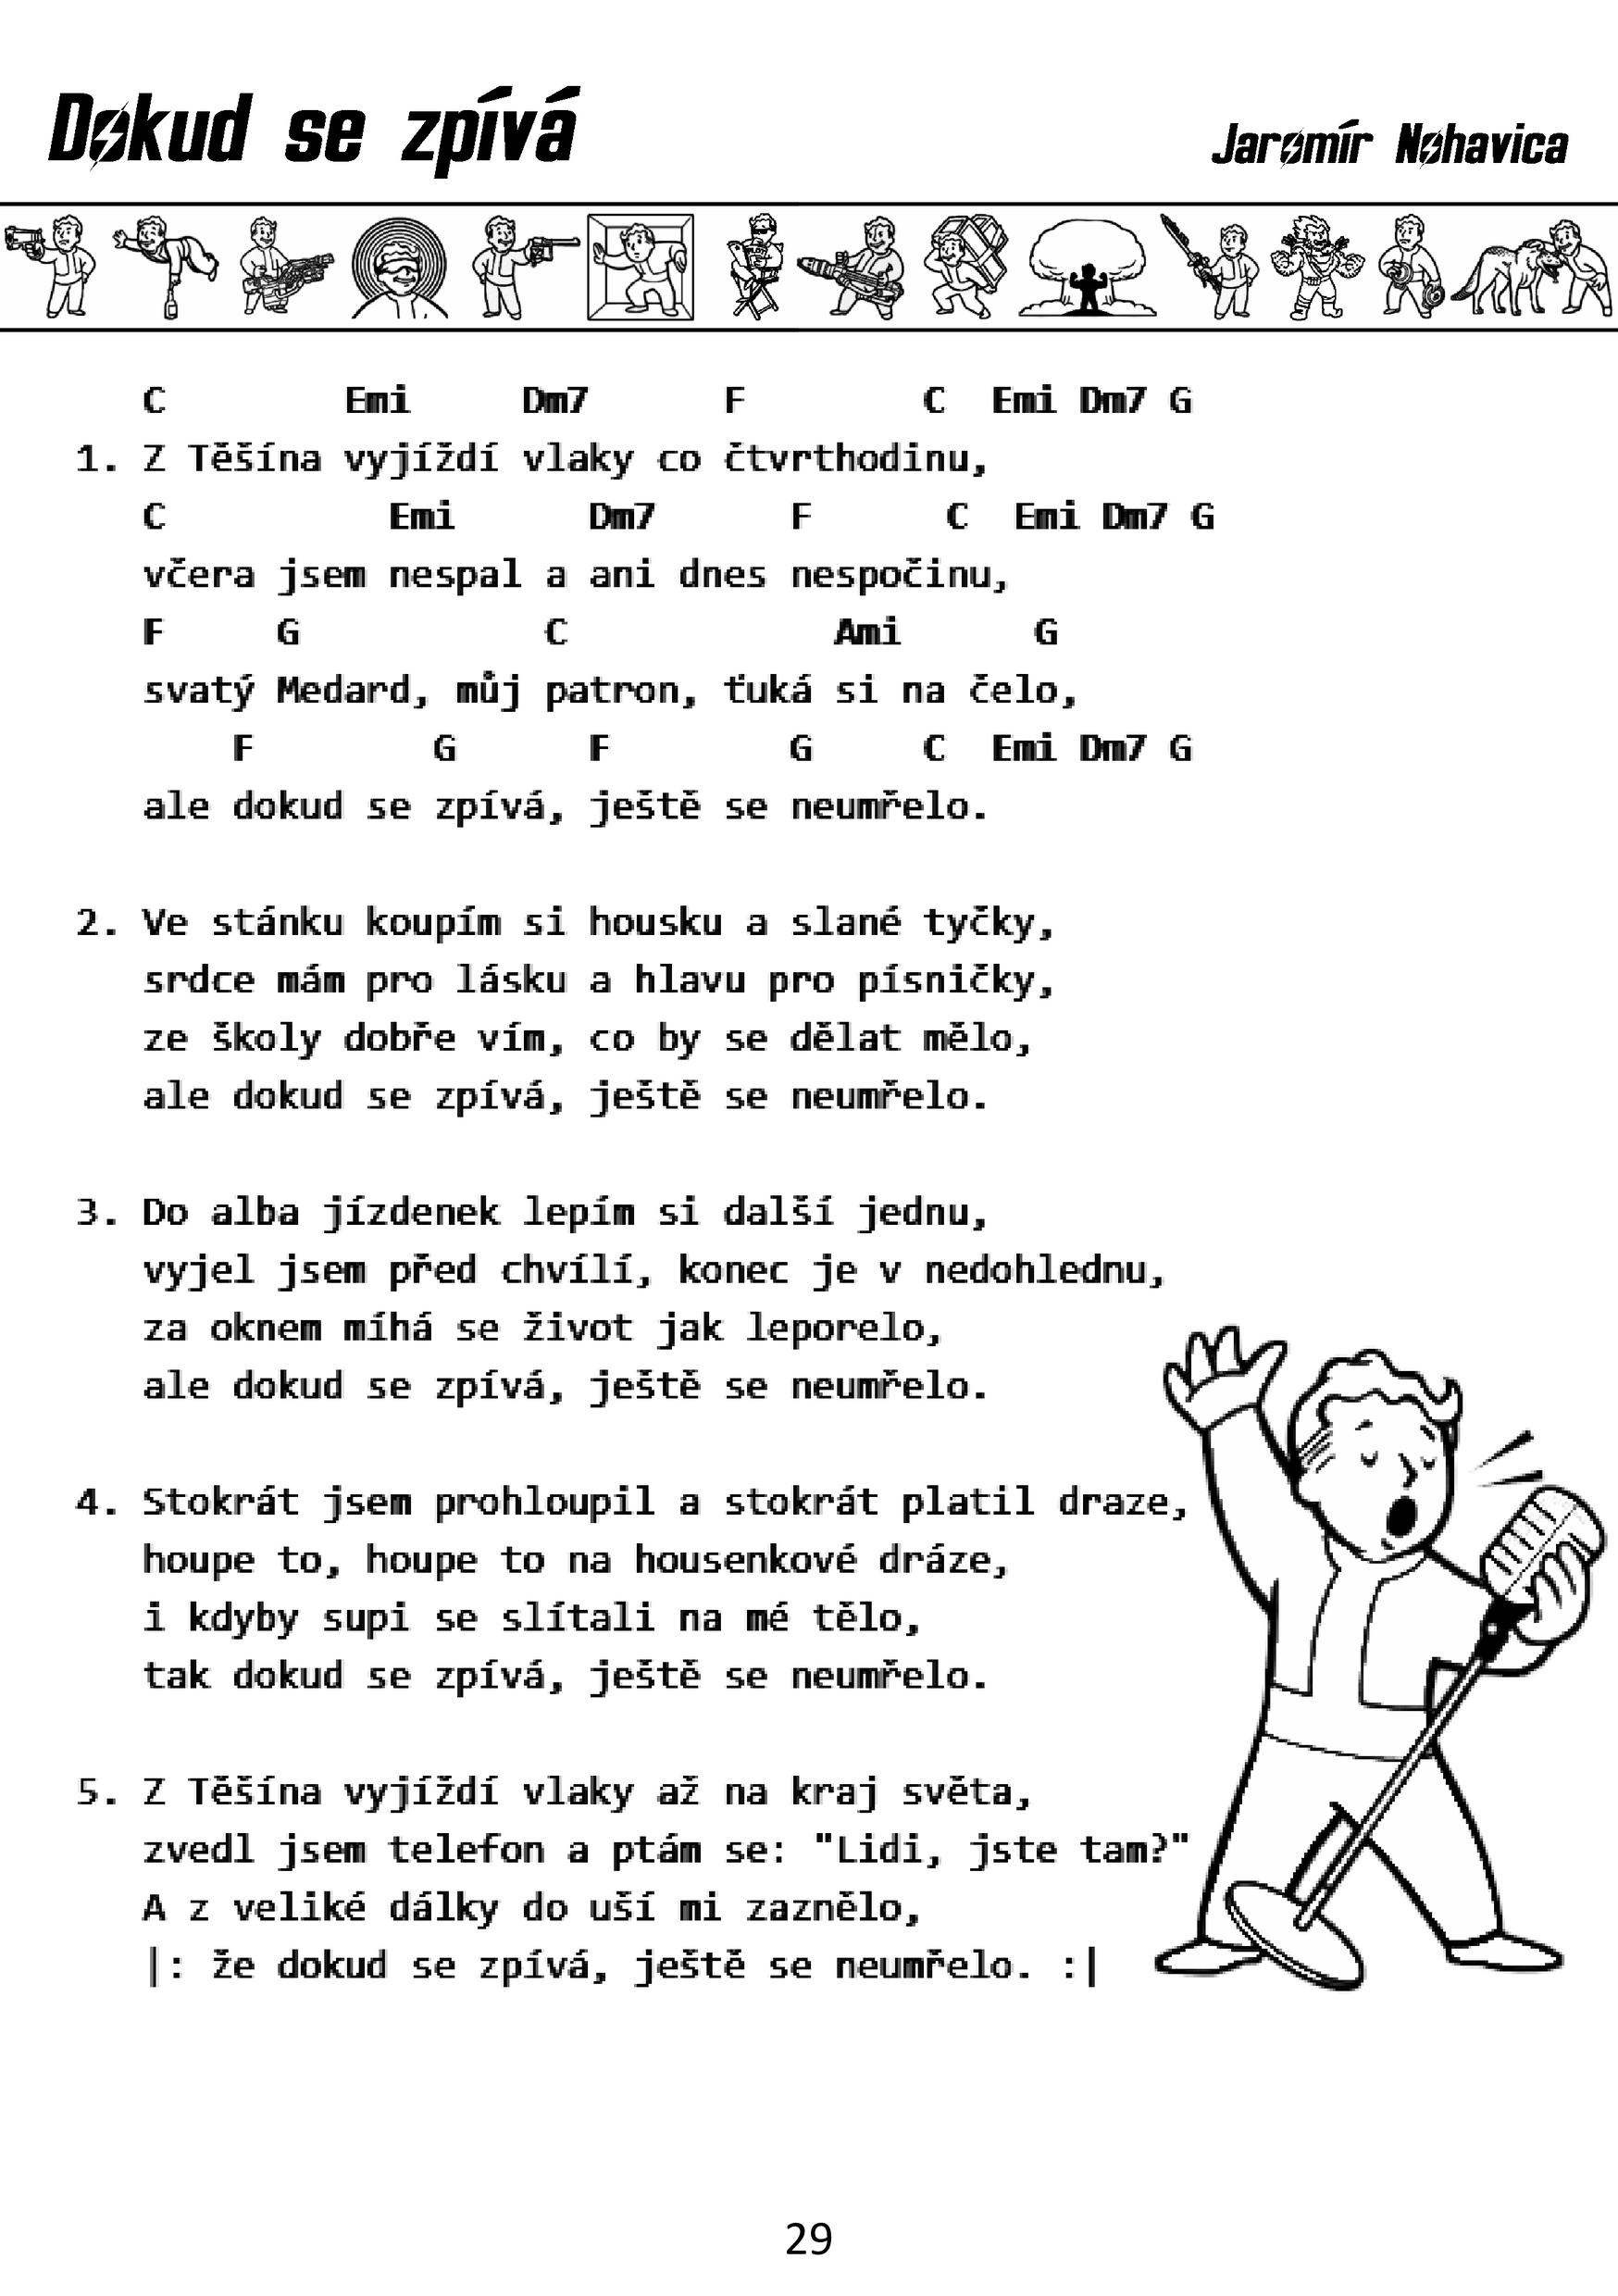 Dokud se zpívá
Jaromír Nohavica
C Emi Dm7 F C Emi Dm7 G
1. Z Těšína vyjíždí vlaky co čtvrthodinu,
C Emi Dm7 F C Emi Dm7 G
včera jsem nespal a ani dnes nespočinu,
F G C Ami G
svatý Medard, můj patron, ťuká si na čelo,
F G F G C Emi Dm7 G
ale dokud se zpívá, ještě se neumřelo.
2. Ve stánku koupím si housku a slané tyčky,
srdce mám pro lásku a hlavu pro písničky,
ze školy dobře vím, co by se dělat mělo,
ale dokud se zpívá, ještě se neumřelo.
3. Do alba jízdenek lepím si další jednu,
vyjel jsem před chvílí, konec je v nedohlednu,
za oknem míhá se život jak leporelo,
ale dokud se zpívá, ještě se neumřelo.
4. Stokrát jsem prohloupil a stokrát platil draze,
houpe to, houpe to na housenkové dráze,
i kdyby supi se slítali na mé tělo,
tak dokud se zpívá, ještě se neumřelo.
5. Z Těšína vyjíždí vlaky až na kraj světa,
zvedl jsem telefon a ptám se: "Lidi, jste tam?"
A z veliké dálky do uší mi zaznělo,
|: že dokud se zpívá, ještě se neumřelo. :|
29